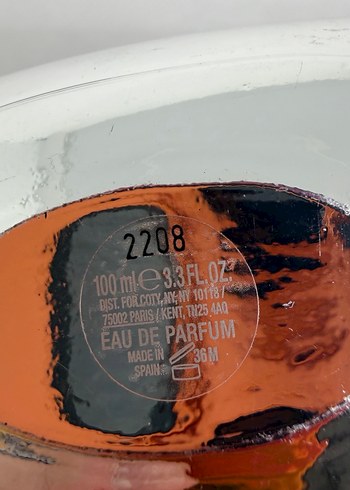 2208
100 ml ℮ 3.3 FL.OZ.
DIST. FOR COTY, NY, NY 10118 /
75002 PARIS / KENT, TN25 4AQ
EAU DE PARFUM
MADE IN
SPAIN
36M